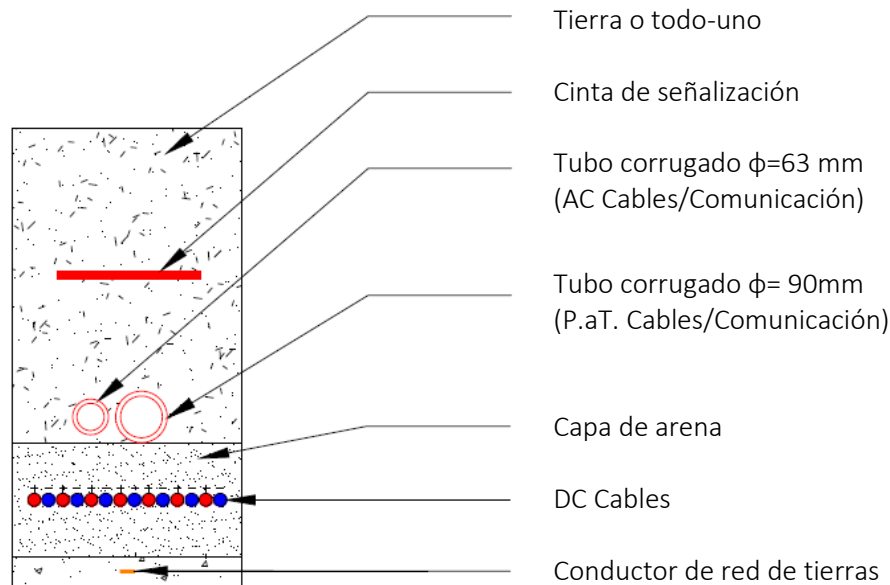 Tierra o todo-uno
Cinta de señalización
Tubo corrugado ϕ=63 mm
(AC Cables/Comunicación)
Tubo corrugado ϕ= 90mm
(P.aT. Cables/Comunicación)
Capa de arena
DC Cables
Conductor de red de tierras